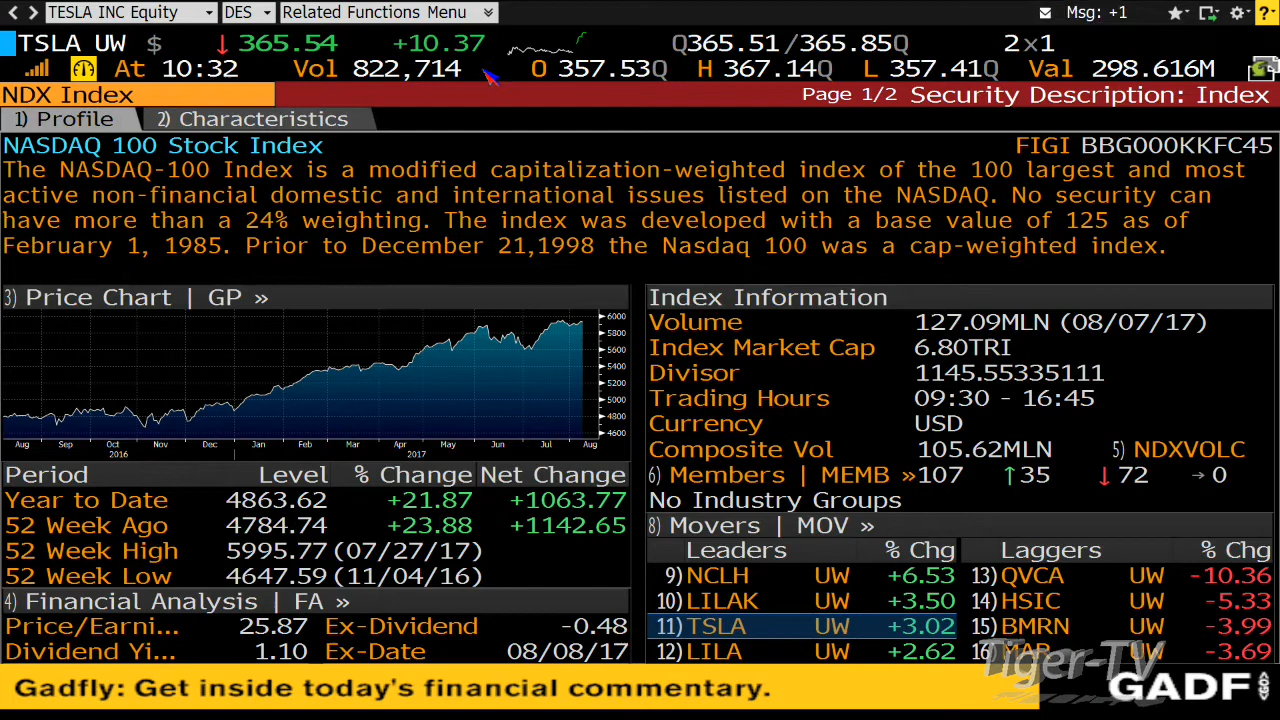 TESLA INC Equity DES Related Functions Menu Msg: +1 ?
TSLA UW $ ↓365.54 +10.37 Q365.51/365.85Q 2×1
At 10:32 Vol 822,714 O 357.53Q H 367.14Q L 357.41Q Val 298.616M
NDX Index Page 1/2 Security Description: Index
1) Profile 2) Characteristics
NASDAQ 100 Stock Index FIGI BBG000KKFC45
The NASDAQ-100 Index is a modified capitalization-weighted index of the 100 largest and most
active non-financial domestic and international issues listed on the NASDAQ. No security can
have more than a 24% weighting. The index was developed with a base value of 125 as of
February 1, 1985. Prior to December 21,1998 the Nasdaq 100 was a cap-weighted index.
3) Price Chart | GP »
6000
5800
5600
5400
5200
5000
4800
4600
Aug Sep Oct Nov Dec Jan Feb Mar Apr May Jun Jul Aug
2016 2017
Period Level % Change Net Change
Year to Date 4863.62 +21.87 +1063.77
52 Week Ago 4784.74 +23.88 +1142.65
52 Week High 5995.77 (07/27/17)
52 Week Low 4647.59 (11/04/16)
4) Financial Analysis | FA »
Price/Earni... 25.87 Ex-Dividend -0.48
Dividend Yi... 1.10 Ex-Date 08/08/17
Index Information
Volume 127.09MLN (08/07/17)
Index Market Cap 6.80TRI
Divisor 1145.55335111
Trading Hours 09:30 - 16:45
Currency USD
Composite Vol 105.62MLN 5) NDXVOLC
6) Members | MEMB » 107 ↑35 ↓72 →0
No Industry Groups
8) Movers | MOV »
Leaders % Chg Laggers % Chg
9) NCLH UW +6.53 13) QVCA UW -10.36
10) LILAK UW +3.50 14) HSIC UW -5.33
11) TSLA UW +3.02 15) BMRN UW -3.99
12) LILA UW +2.62 16) MAR UW -3.69
Tiger-TV
Gadfly: Get inside today's financial commentary. GADF <GO>